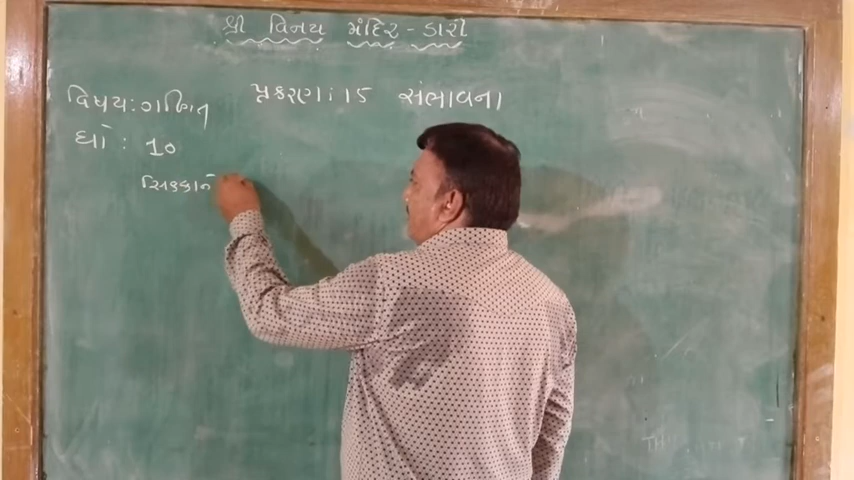 શ્રી વિનય મંદિર - ડારી
વિષય: ગણિત પ્રકરણ: 15 સંભાવના
ધો: 10
સિક્કાને